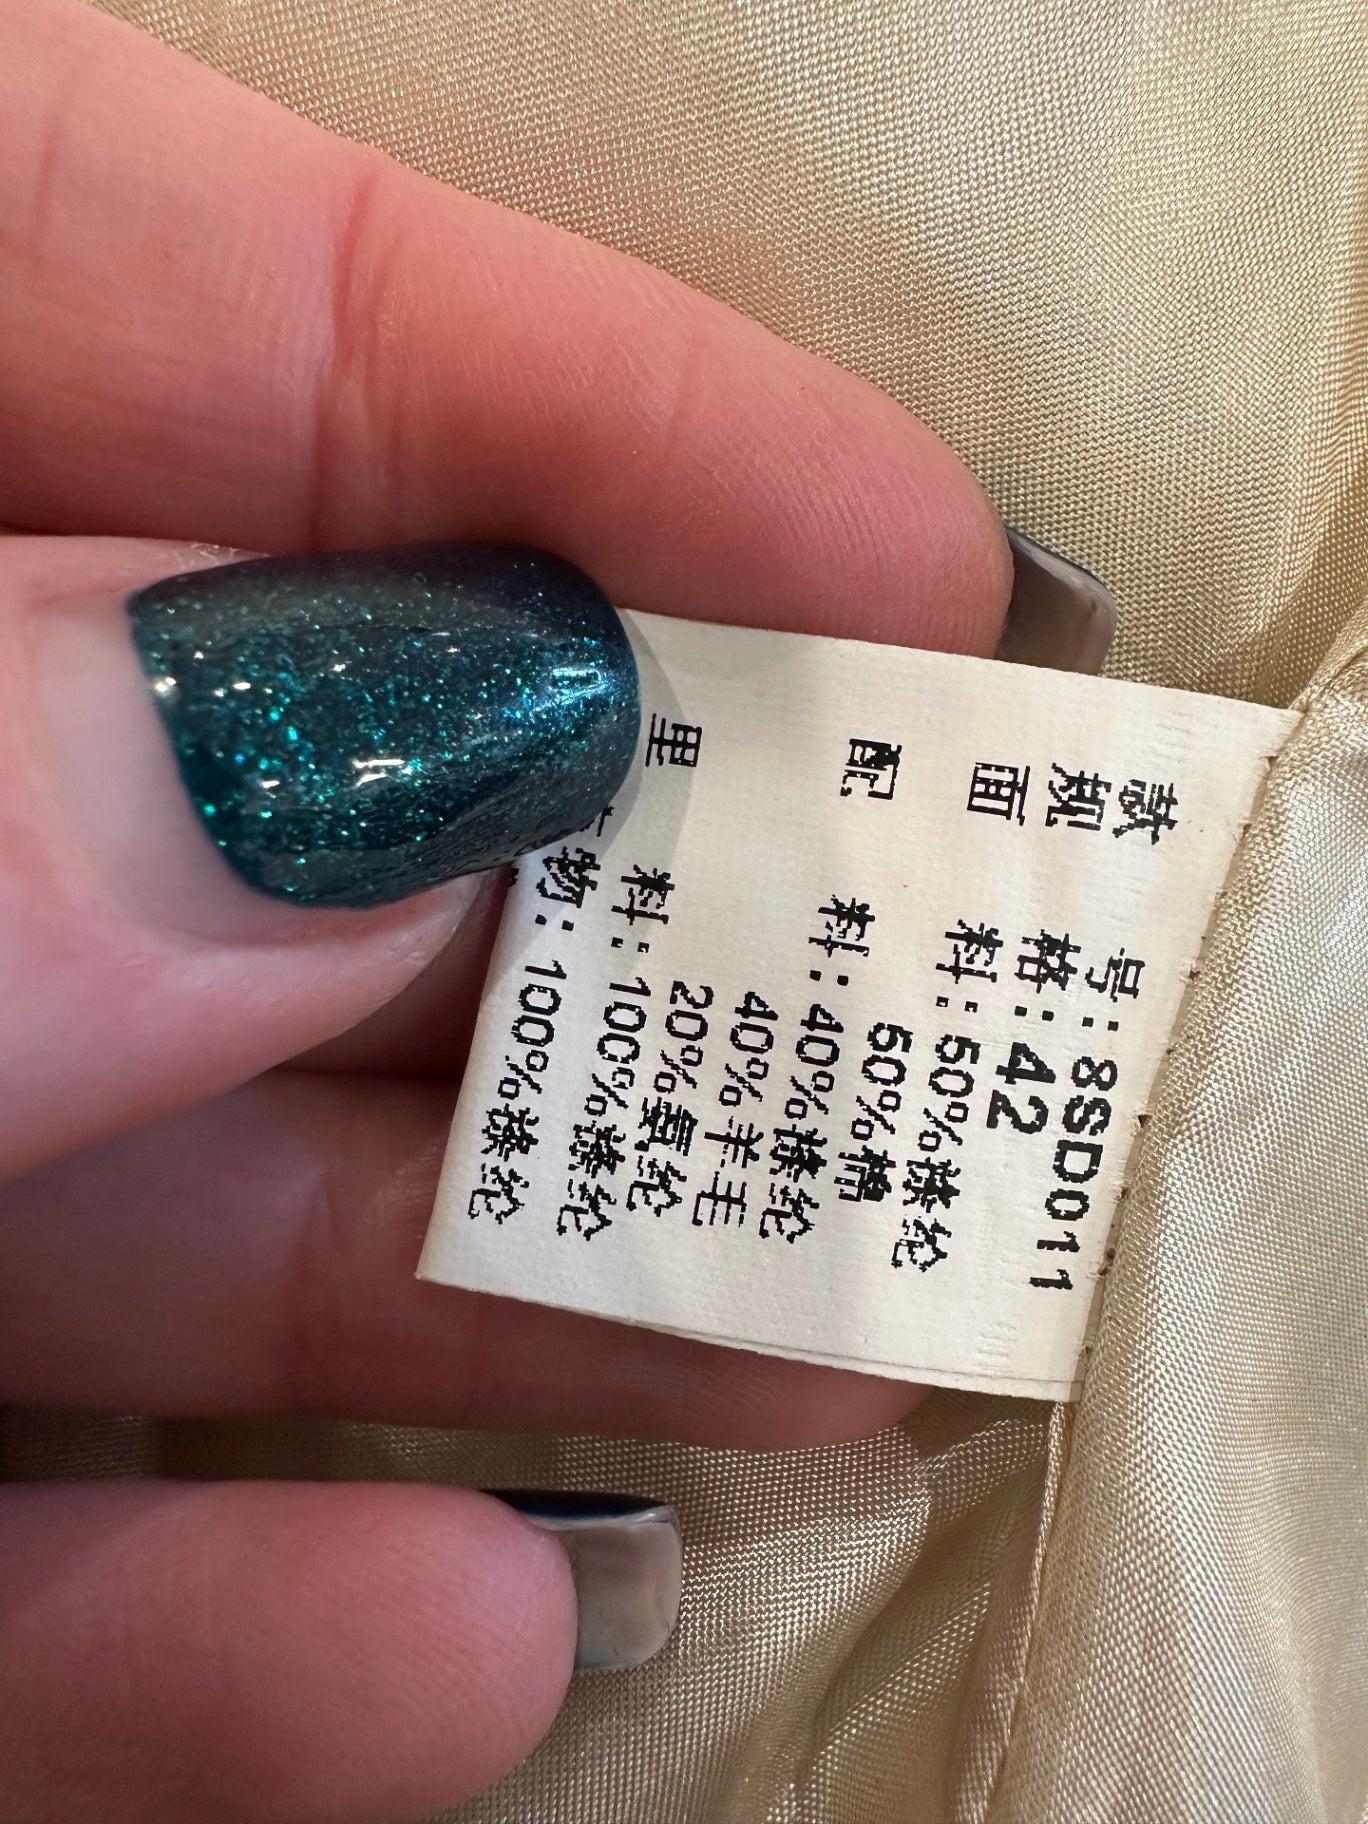 款 号:8SD011
规 格:42
面 料:50%涤纶
50%棉
配 料:40%涤纶
40%羊毛
20%氰纶
里 料:100%涤纶
物:100%涤纶